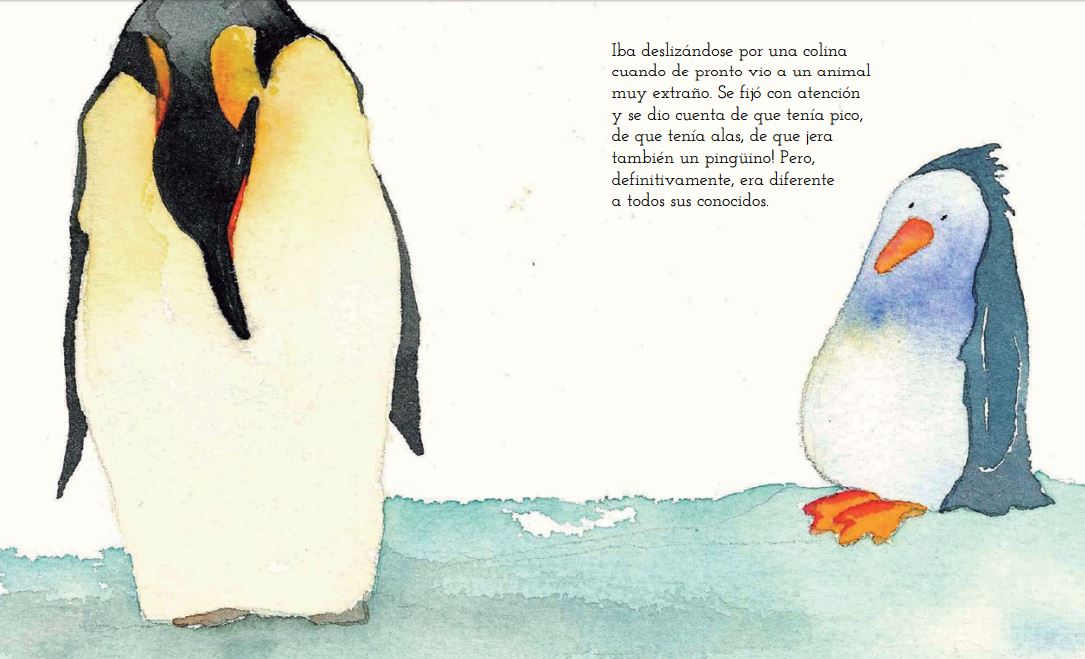 Iba deslizándose por una colina
cuando de pronto vio a un animal
muy extraño. Se fijó con atención
y se dio cuenta de que tenía pico,
de que tenía alas, de que ¡era
también un pingüino! Pero,
definitivamente, era diferente
a todos sus conocidos.